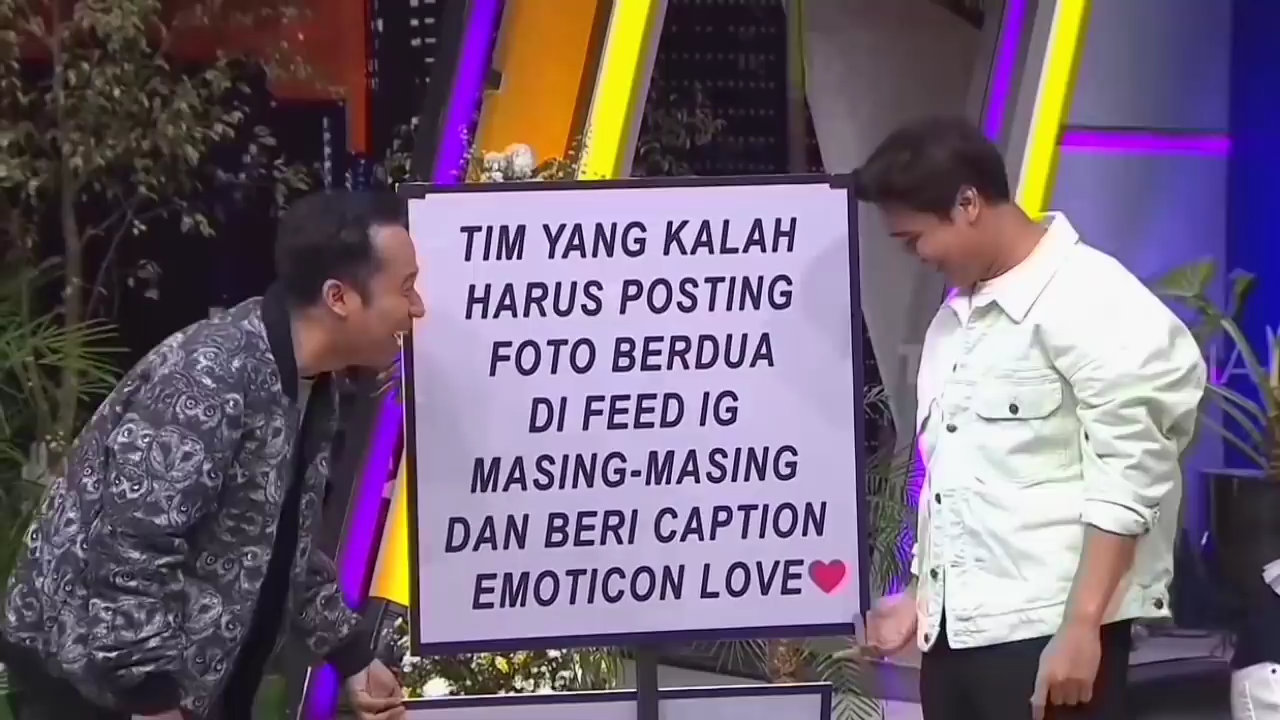 TIM YANG KALAH
HARUS POSTING
FOTO BERDUA
DI FEED IG
MASING-MASING
DAN BERI CAPTION
EMOTICON LOVE❤